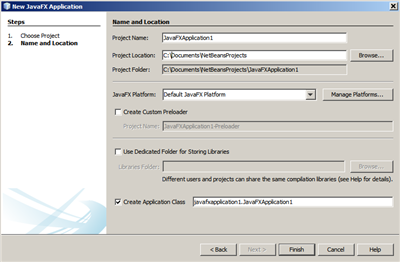 New JavaFX Application
Steps
1. Choose Project
2. Name and Location
Name and Location
Project Name: JavaFXApplication1
Project Location: C:\Documents\NetBeansProjects Browse...
Project Folder: C:\Documents\NetBeansProjects\JavaFXApplication1
JavaFX Platform: Default JavaFX Platform Manage Platforms...
Create Custom Preloader
Project Name: JavaFXApplication1-Preloader
Use Dedicated Folder for Storing Libraries
Libraries Folder: Browse...
Different users and projects can share the same compilation libraries (see Help for details).
Create Application Class javafxapplication1.JavaFXApplication1
< Back Next > Finish Cancel Help